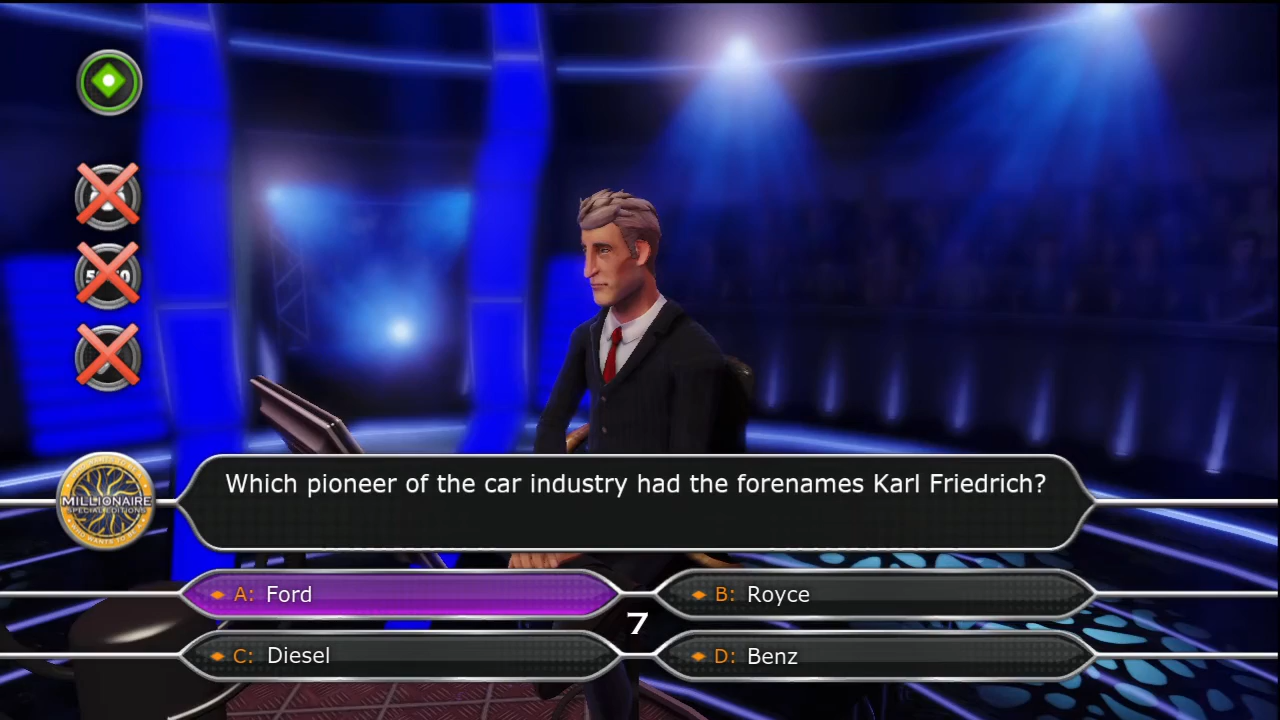 Which pioneer of the car industry had the forenames Karl Friedrich?
MILLIONAIRE
SPECIAL EDITIONS
A: Ford
B: Royce
7
C: Diesel
D: Benz